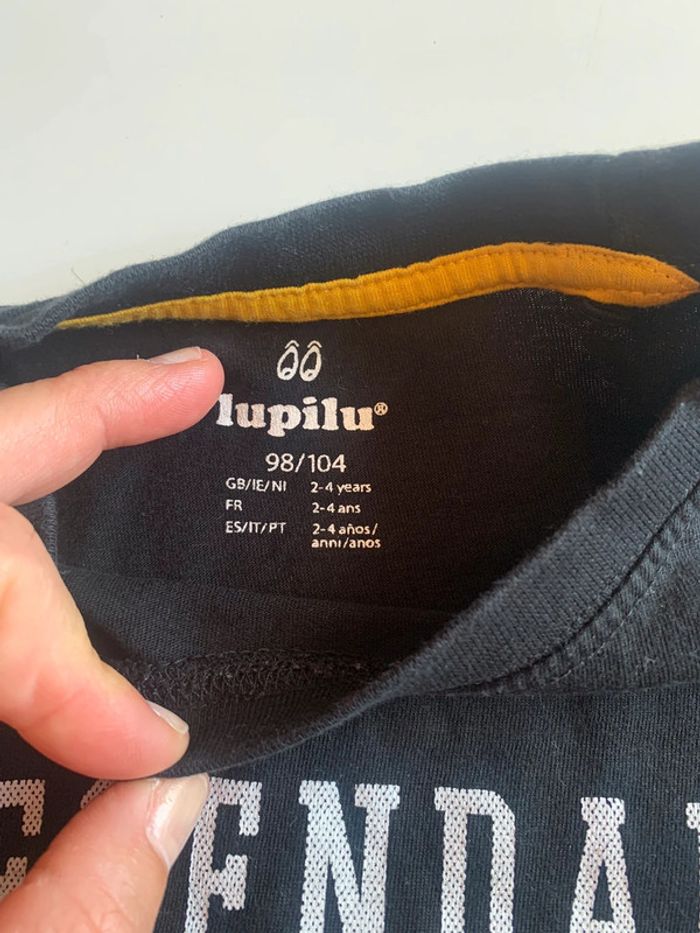 lupilu®
98/104
GB/IE/NI 2-4 years
FR 2-4 ans
ES/IT/PT 2-4 años/
anni/anos
ENDA